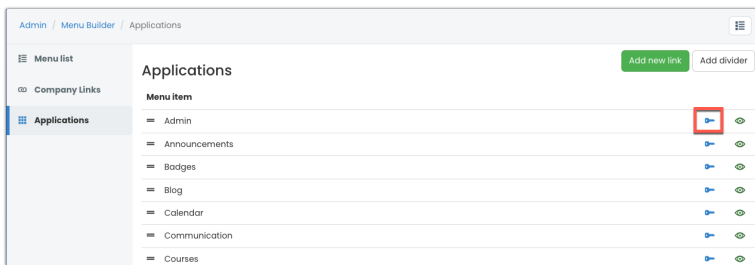 Admin / Menu Builder / Applications
Menu list
Company Links
Applications
Applications
Add new link
Add divider
Menu item
Admin
Announcements
Badges
Blog
Calendar
Communication
Courses